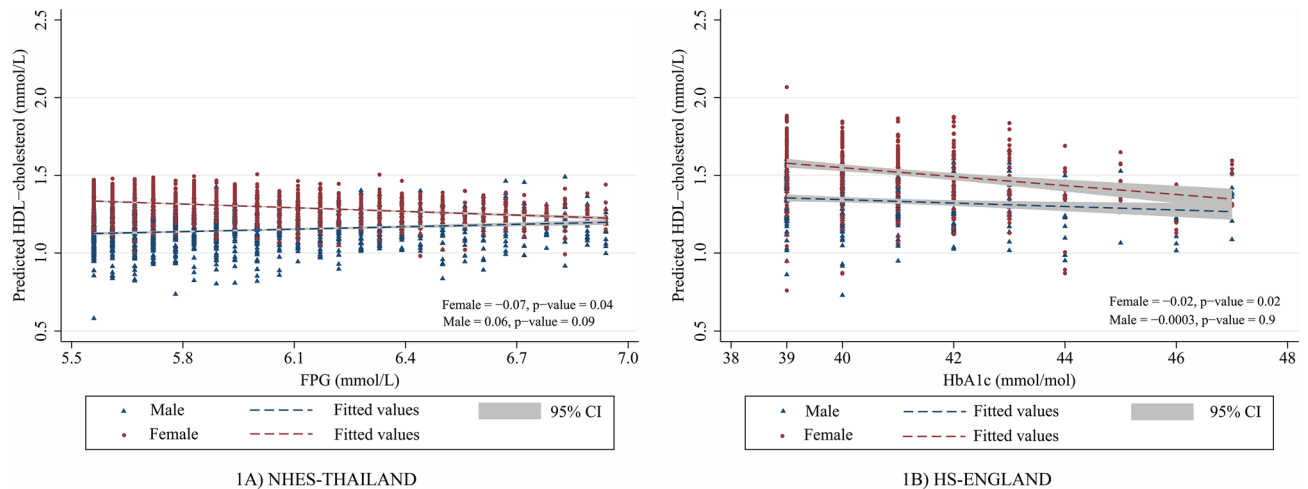 Predicted HDL−cholesterol (mmol/L)
2.5
2.0
1.5
1.0
0.5
Female = −0.07, p−value = 0.04
Male = 0.06, p−value = 0.09
5.5 5.8 6.1 6.4 6.7 7.0
FPG (mmol/L)
Male Fitted values 95% CI
Female Fitted values
1A) NHES-THAILAND
Predicted HDL−cholesterol (mmol/L)
2.5
2.0
1.5
1.0
0.5
Female = −0.02, p−value = 0.02
Male = −0.0003, p−value = 0.9
38 39 40 42 44 46 48
HbA1c (mmol/mol)
Male Fitted values 95% CI
Female Fitted values
1B) HS-ENGLAND